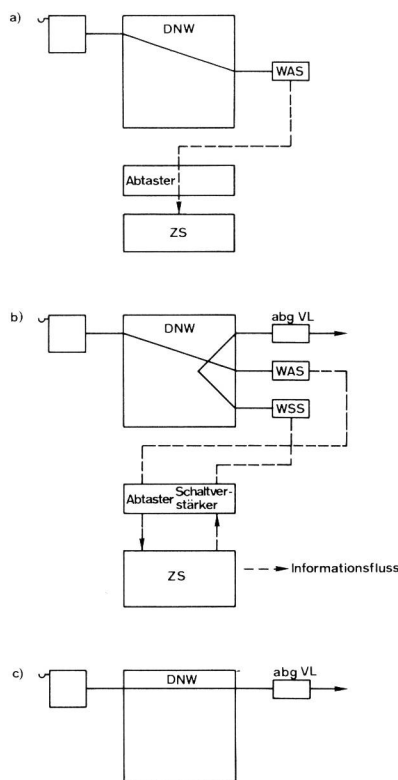 a)
DNW
WAS
Abtaster
ZS
b)
DNW
abg VL
WAS
WSS
Abtaster Schaltver-
stärker
ZS
Informationsfluss
c)
DNW
abg VL